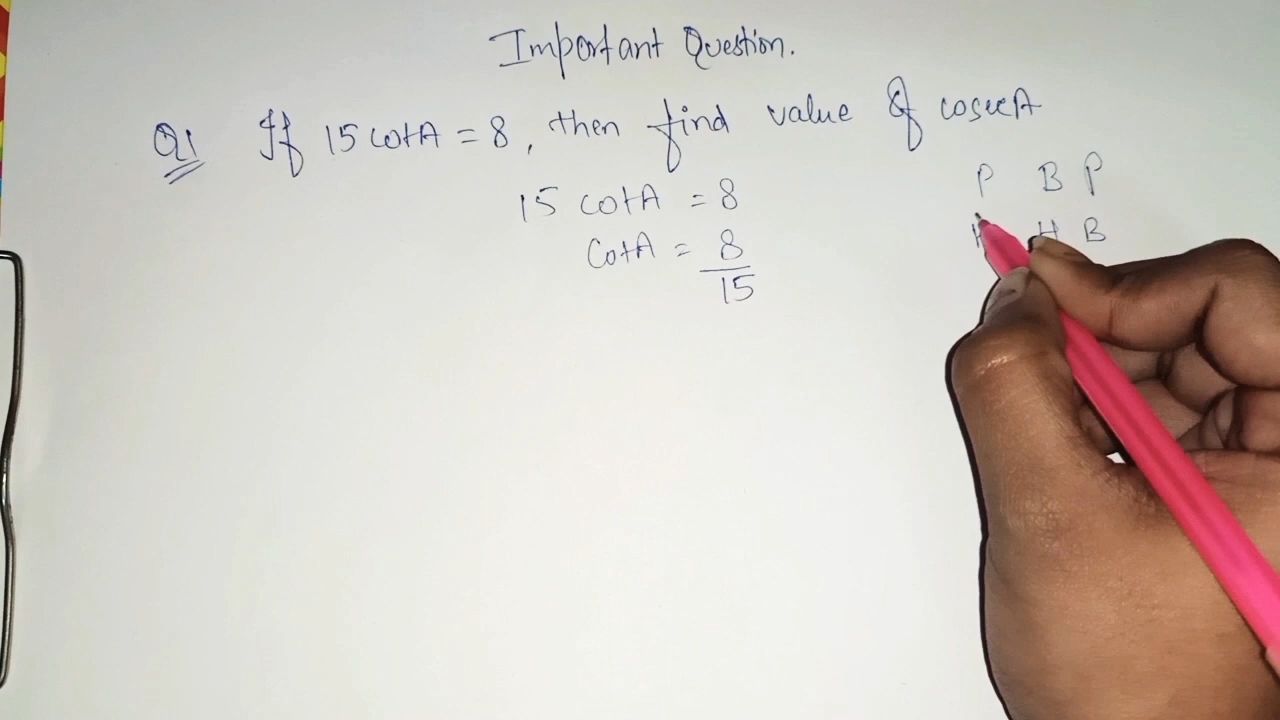 Important Question.
Q1 If 15 cotA = 8, then find value of cosecA
15 cotA = 8
CotA = 8
15
P B P
H H B